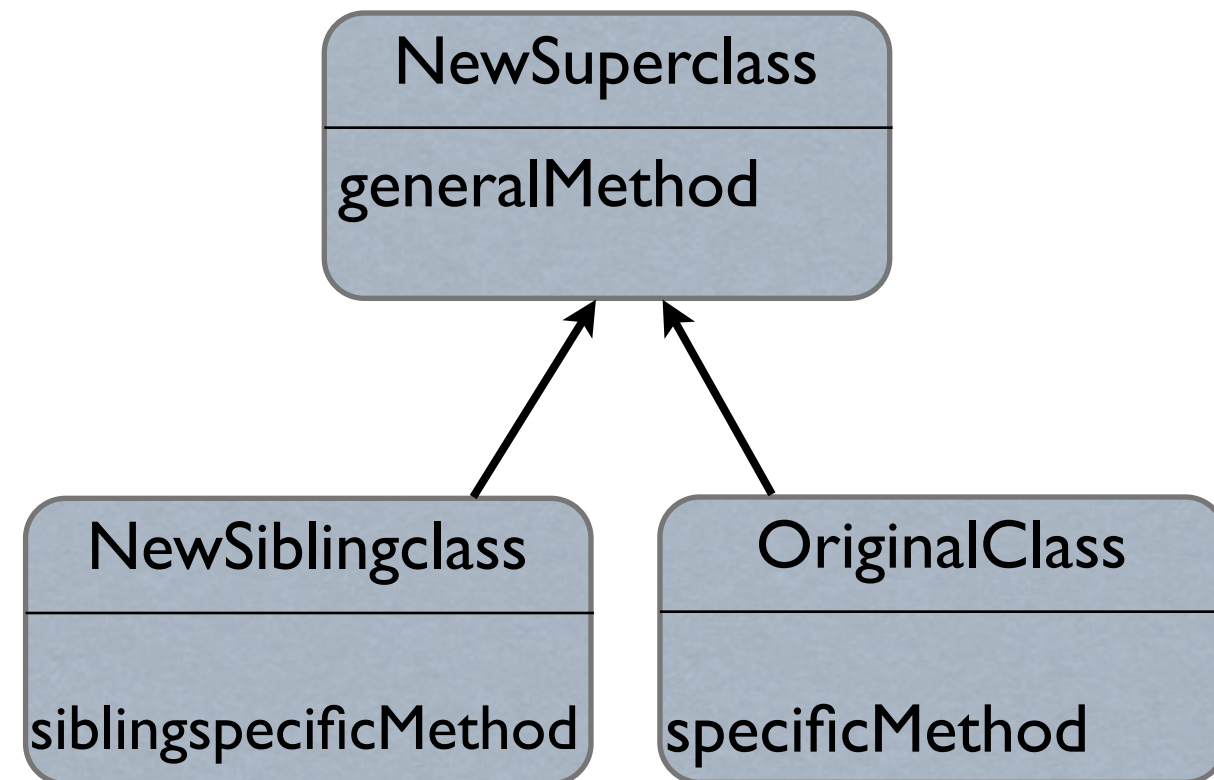 NewSuperclass
generalMethod
NewSiblingclass
siblingspecificMethod
OriginalClass
specificMethod